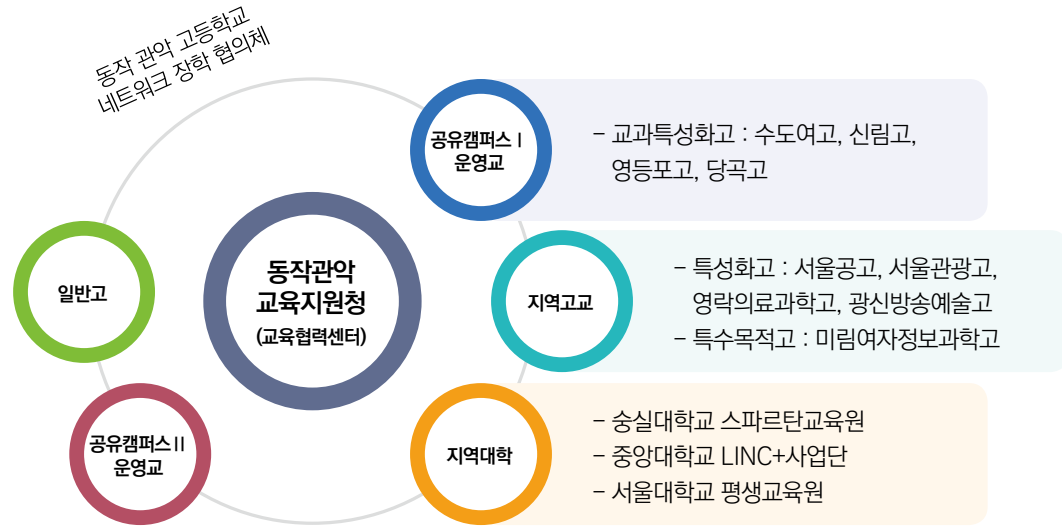 동작 관악 고등학교
네트워크 장학 협의체
공유캠퍼스Ⅰ
운영교
- 교과특성화고 : 수도여고, 신림고,
영등포고, 당곡고
일반고
동작관악
교육지원청
(교육협력센터)
지역고교
- 특성화고 : 서울공고, 서울관광고,
영락의료과학고, 광신방송예술고
- 특수목적고 : 미림여자정보과학고
공유캠퍼스Ⅱ
운영교
지역대학
- 숭실대학교 스파르탄교육원
- 중앙대학교 LINC+사업단
- 서울대학교 평생교육원